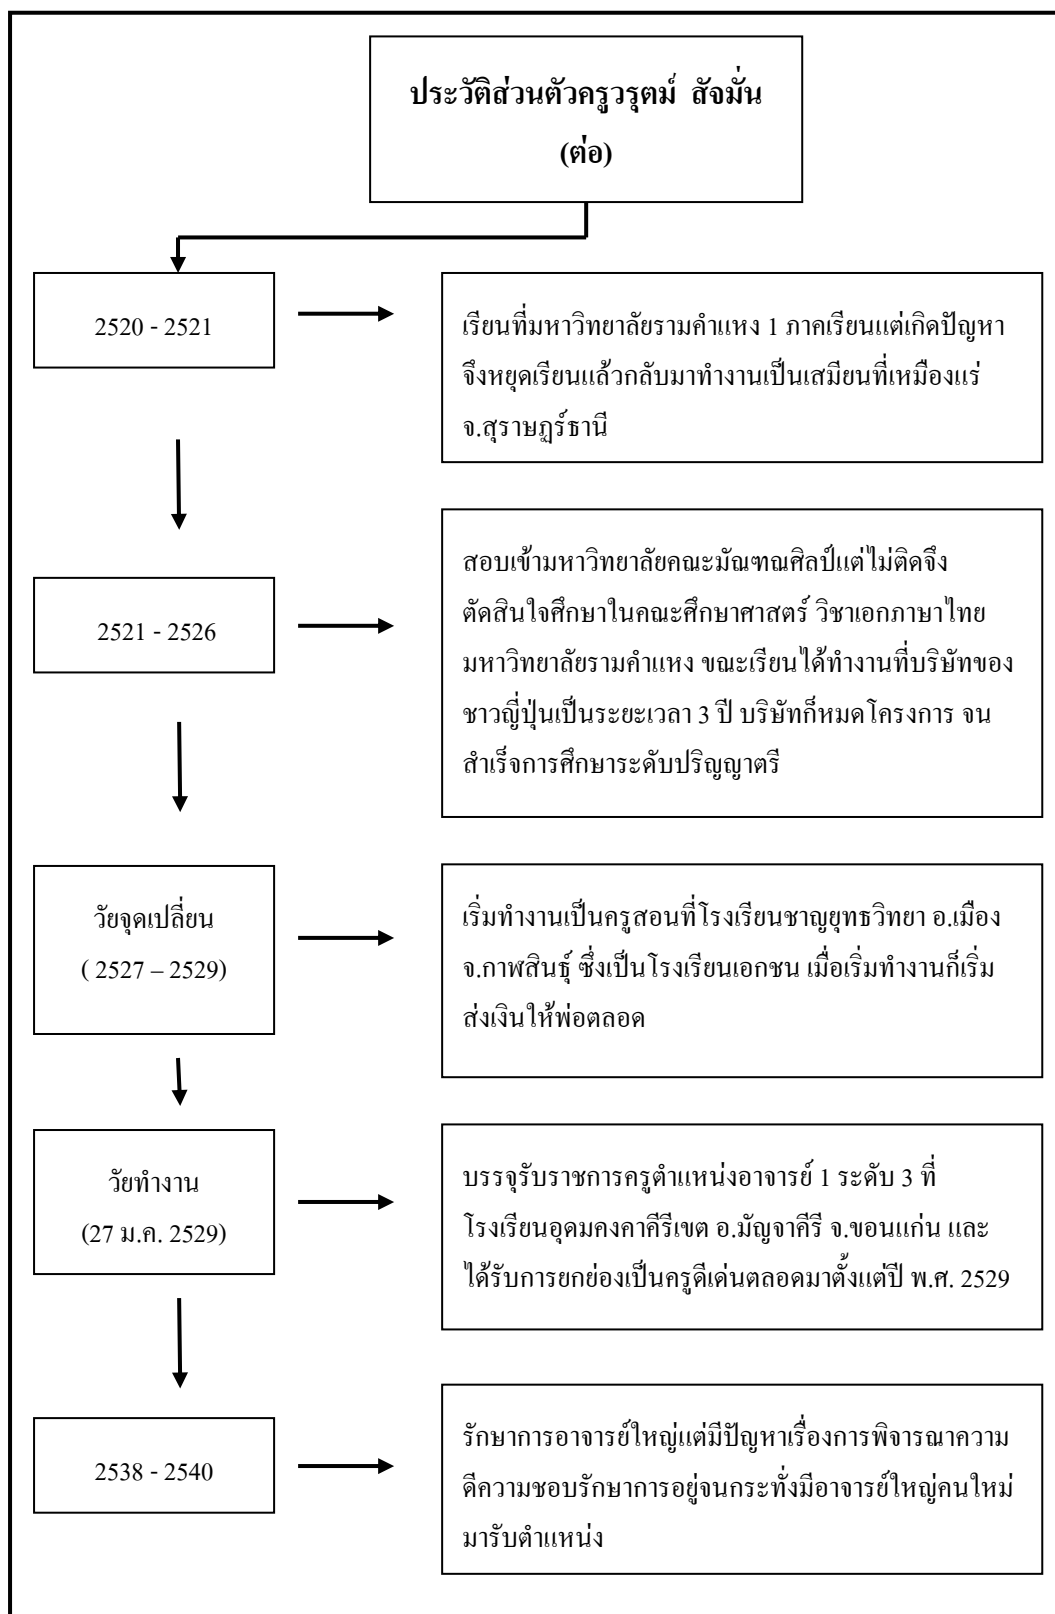 ประวัติส่วนตัวครูวรุตม์ สัจมั่น
(ต่อ)
2520 - 2521
เรียนที่มหาวิทยาลัยรามคำแหง 1 ภาคเรียนแต่เกิดปัญหา
จึงหยุดเรียนแล้วกลับมาทำงานเป็นเสมียนที่เหมืองแร่
จ.สุราษฎร์ธานี
2521 - 2526
สอบเข้ามหาวิทยาลัยคณะมัณฑณศิลป์แต่ไม่ติดจึง
ตัดสินใจศึกษาในคณะศึกษาศาสตร์ วิชาเอกภาษาไทย
มหาวิทยาลัยรามคำแหง ขณะเรียนได้ทำงานที่บริษัทของ
ชาวญี่ปุ่นเป็นระยะเวลา 3 ปี บริษัทก็หมดโครงการ จน
สำเร็จการศึกษาระดับปริญญาตรี
วัยจุดเปลี่ยน
( 2527 – 2529)
เริ่มทำงานเป็นครูสอนที่โรงเรียนชาญยุทธวิทยา อ.เมือง
จ.กาฬสินธุ์ ซึ่งเป็นโรงเรียนเอกชน เมื่อเริ่มทำงานก็เริ่ม
ส่งเงินให้พ่อตลอด
วัยทำงาน
(27 ม.ค. 2529)
บรรจุรับราชการครูตำแหน่งอาจารย์ 1 ระดับ 3 ที่
โรงเรียนอุดมคงคาคีรีเขต อ.มัญจาคีรี จ.ขอนแก่น และ
ได้รับการยกย่องเป็นครูดีเด่นตลอดมาตั้งแต่ปี พ.ศ. 2529
2538 - 2540
รักษาการอาจารย์ใหญ่แต่มีปัญหาเรื่องการพิจารณาความ
ดีความชอบรักษาการอยู่จนกระทั่งมีอาจารย์ใหญ่คนใหม่
มารับตำแหน่ง